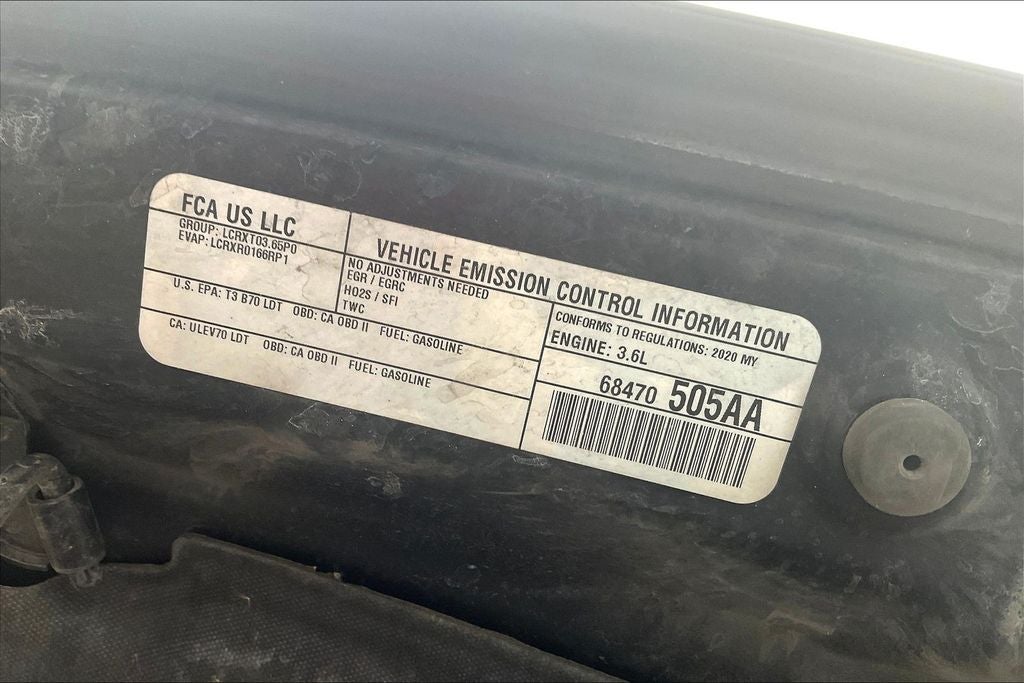 FCA US LLC
GROUP: LCRXT03.65P0
EVAP: LCRXR0166RP1
VEHICLE EMISSION CONTROL INFORMATION
NO ADJUSTMENTS NEEDED
EGR / EGRC
HO2S / SFI
TWC
CONFORMS TO REGULATIONS: 2020 MY
ENGINE: 3.6L
U.S. EPA: T3 B70 LDT OBD: CA OBD II FUEL: GASOLINE
CA: ULEV70 LDT OBD: CA OBD II FUEL: GASOLINE
68470 505AA